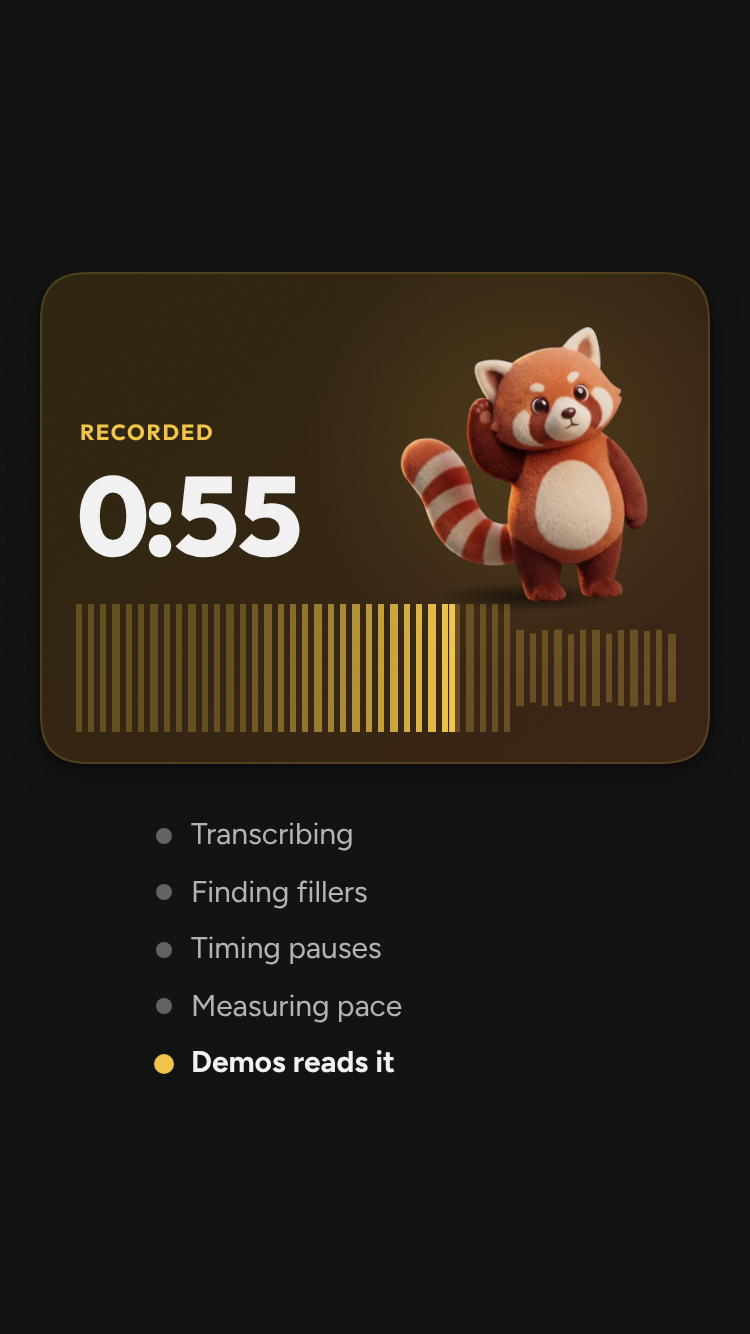 RECORDED
0:55
Transcribing
Finding fillers
Timing pauses
Measuring pace
Demos reads it